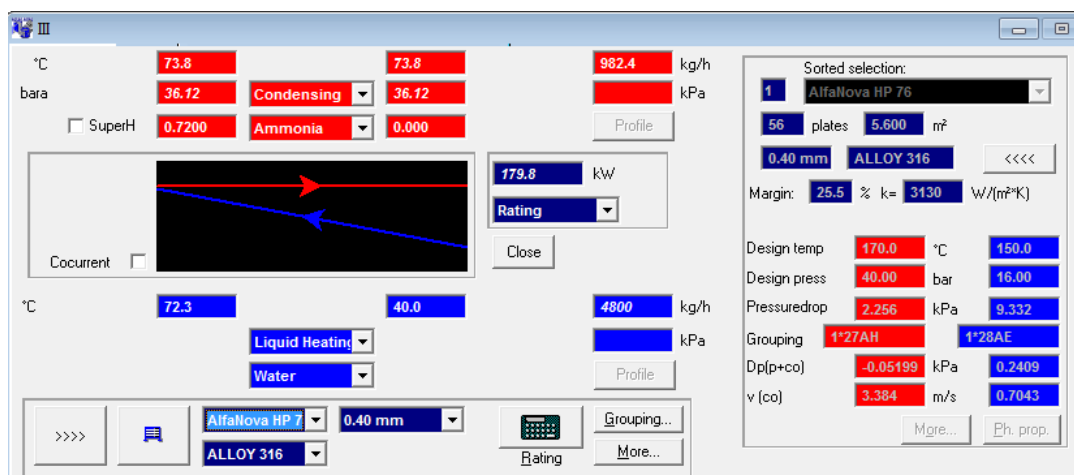 III
°C 73.8 73.8 982.4 kg/h
bara 36.12 Condensing 36.12 kPa
SuperH 0.7200 Ammonia 0.000 Profile
179.8 kW
Rating
Cocurrent
Close
°C 72.3 40.0 4800 kg/h
Liquid Heating kPa
Water Profile
>>>> AlfaNova HP 7 0.40 mm Grouping...
ALLOY 316 Rating More...
Sorted selection:
1 AlfaNova HP 76
56 plates 5.600 m²
0.40 mm ALLOY 316 <<<<
Margin: 25.5 % k= 3130 W/(m²*K)
Design temp 170.0 °C 150.0
Design press 40.00 bar 16.00
Pressuredrop 2.256 kPa 9.332
Grouping 1*27AH 1*28AE
Dp(p+co) -0.05199 kPa 0.2409
v (co) 3.384 m/s 0.7043
More... Ph. prop.